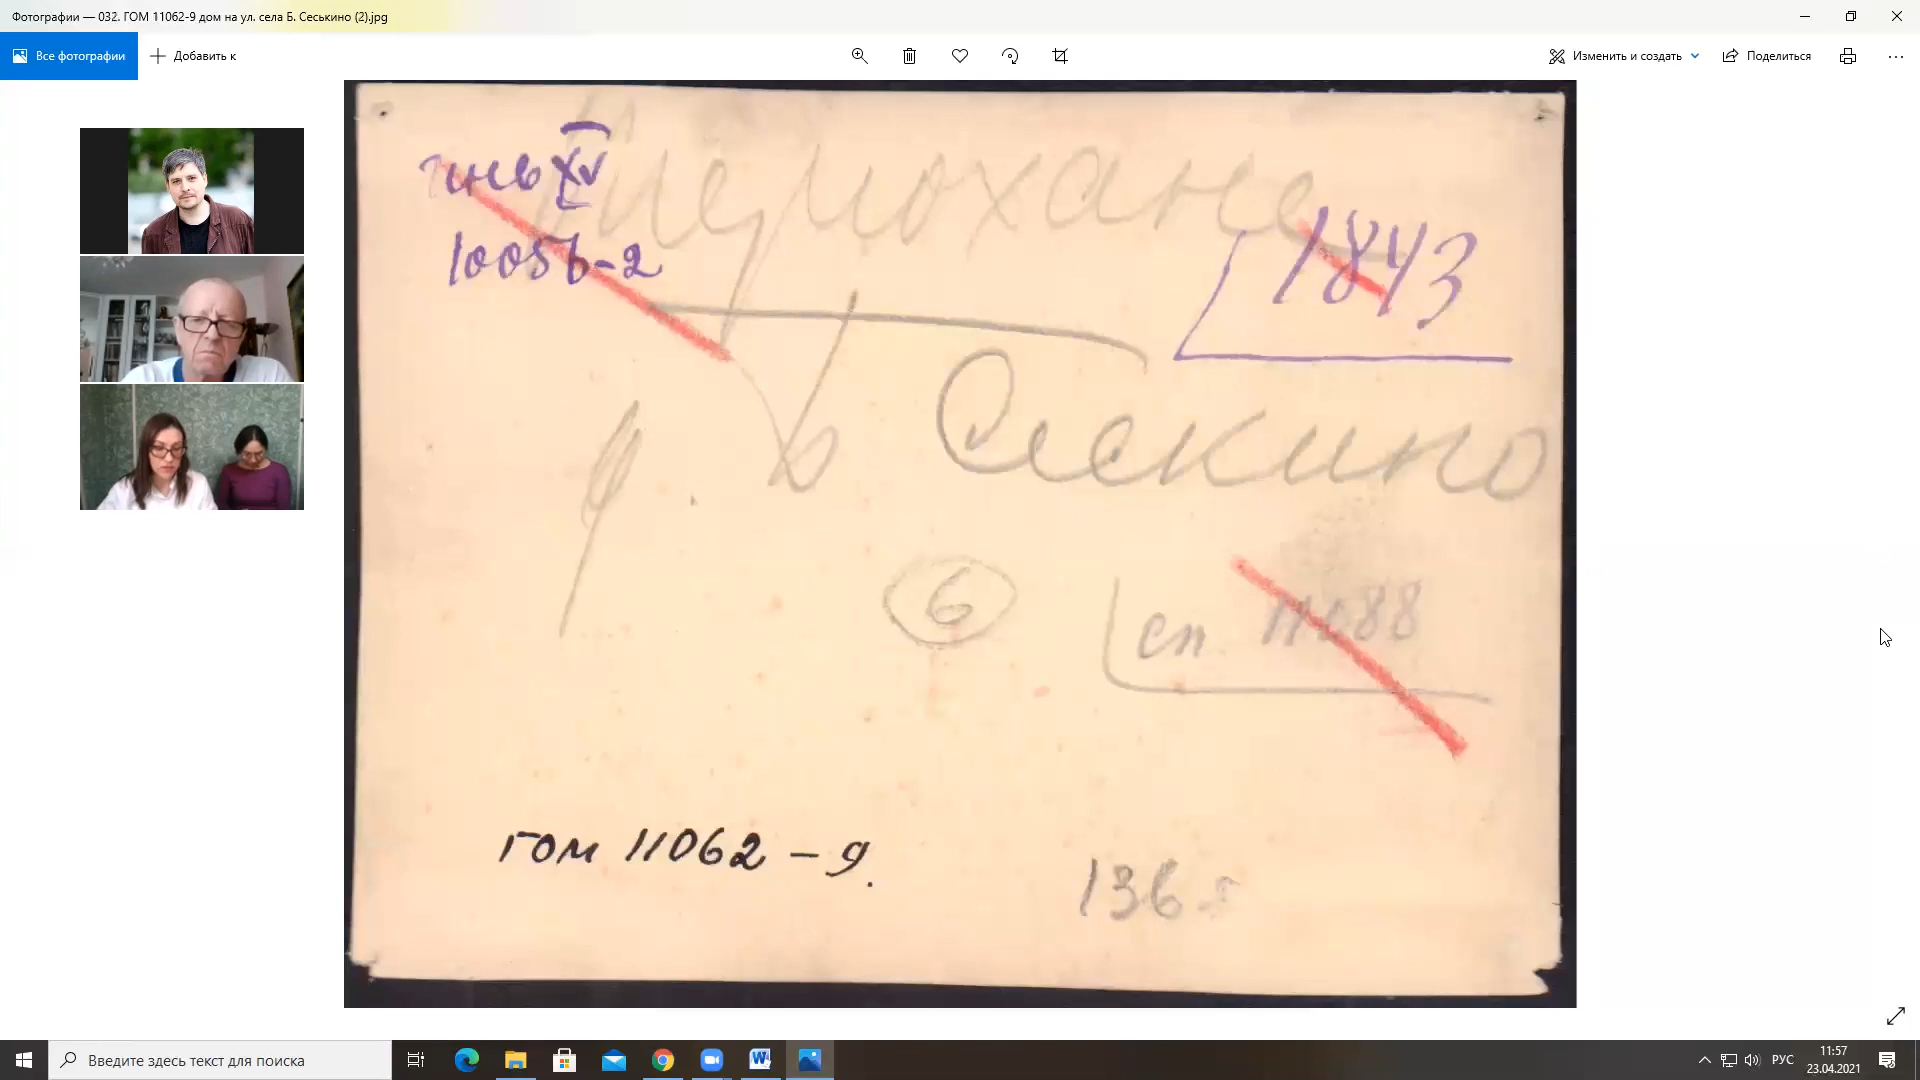 Фотографии — 032. ГОМ 11062-9 дом на ул. села Б. Сеськино (2).jpg
Все фотографии
Добавить к
Изменить и создать
Поделиться
инв XV
10056-2
Терюхане
1843
д. Б Сескино
6
сп. 11088
ГОМ 11062 – 9.
136
Введите здесь текст для поиска
РУС
11:57
23.04.2021